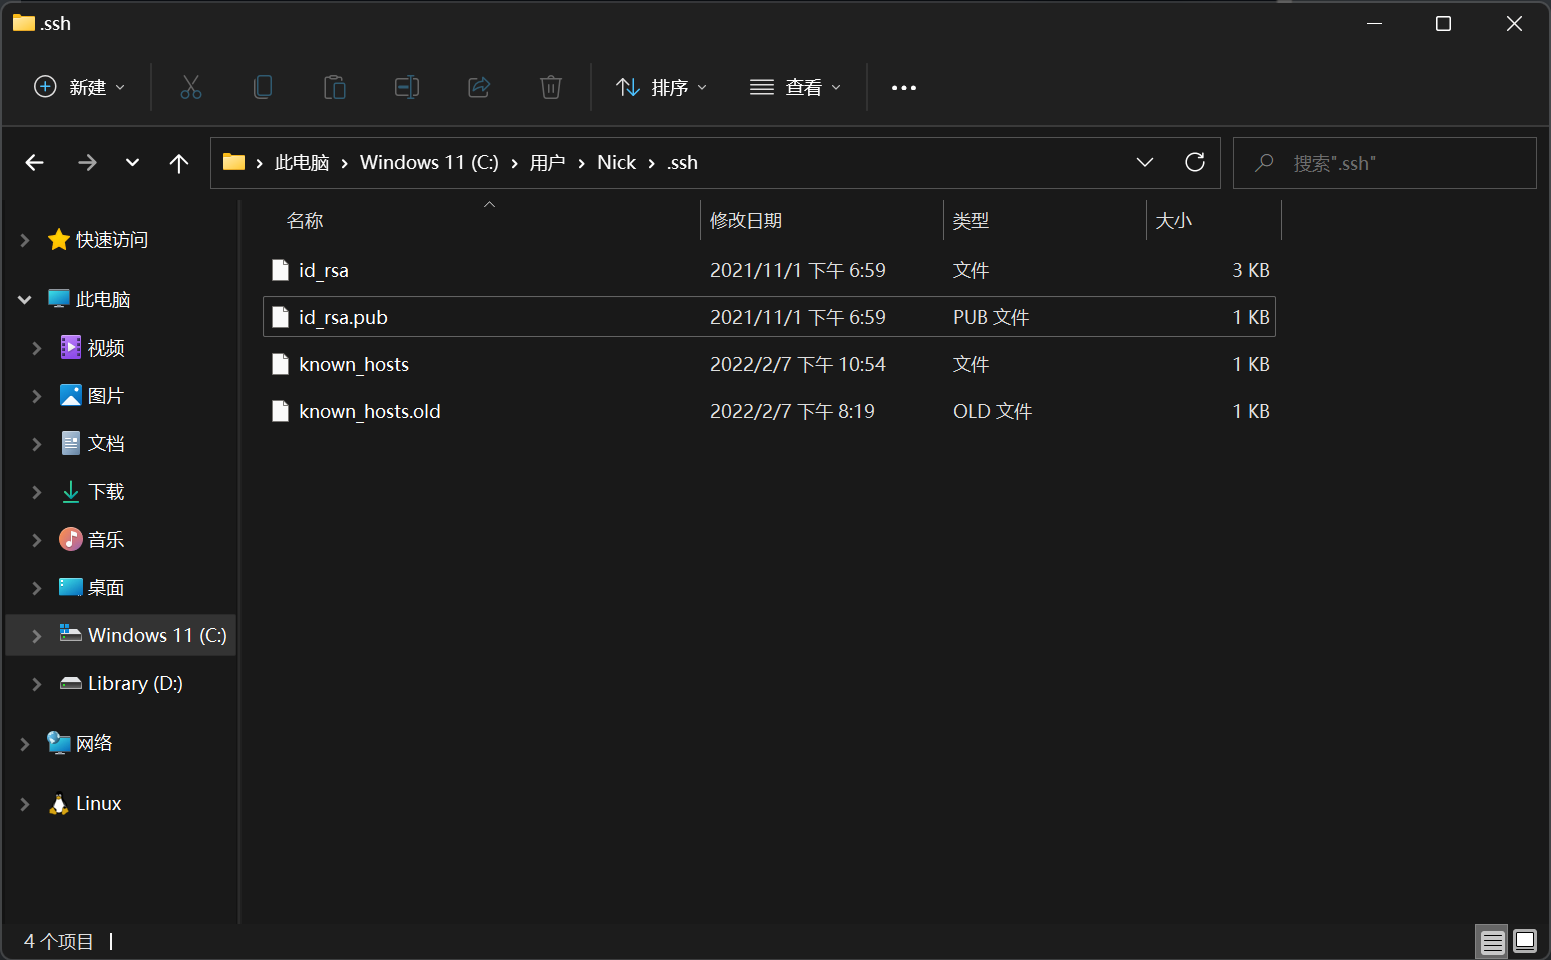 .ssh
新建
排序
查看
此电脑
Windows 11 (C:)
用户
Nick
.ssh
搜索".ssh"
快速访问
此电脑
视频
图片
文档
下载
音乐
桌面
Windows 11 (C:)
Library (D:)
网络
Linux
名称 修改日期 类型 大小
id_rsa 2021/11/1 下午 6:59 文件 3 KB
id_rsa.pub 2021/11/1 下午 6:59 PUB 文件 1 KB
known_hosts 2022/2/7 下午 10:54 文件 1 KB
known_hosts.old 2022/2/7 下午 8:19 OLD 文件 1 KB
4 个项目